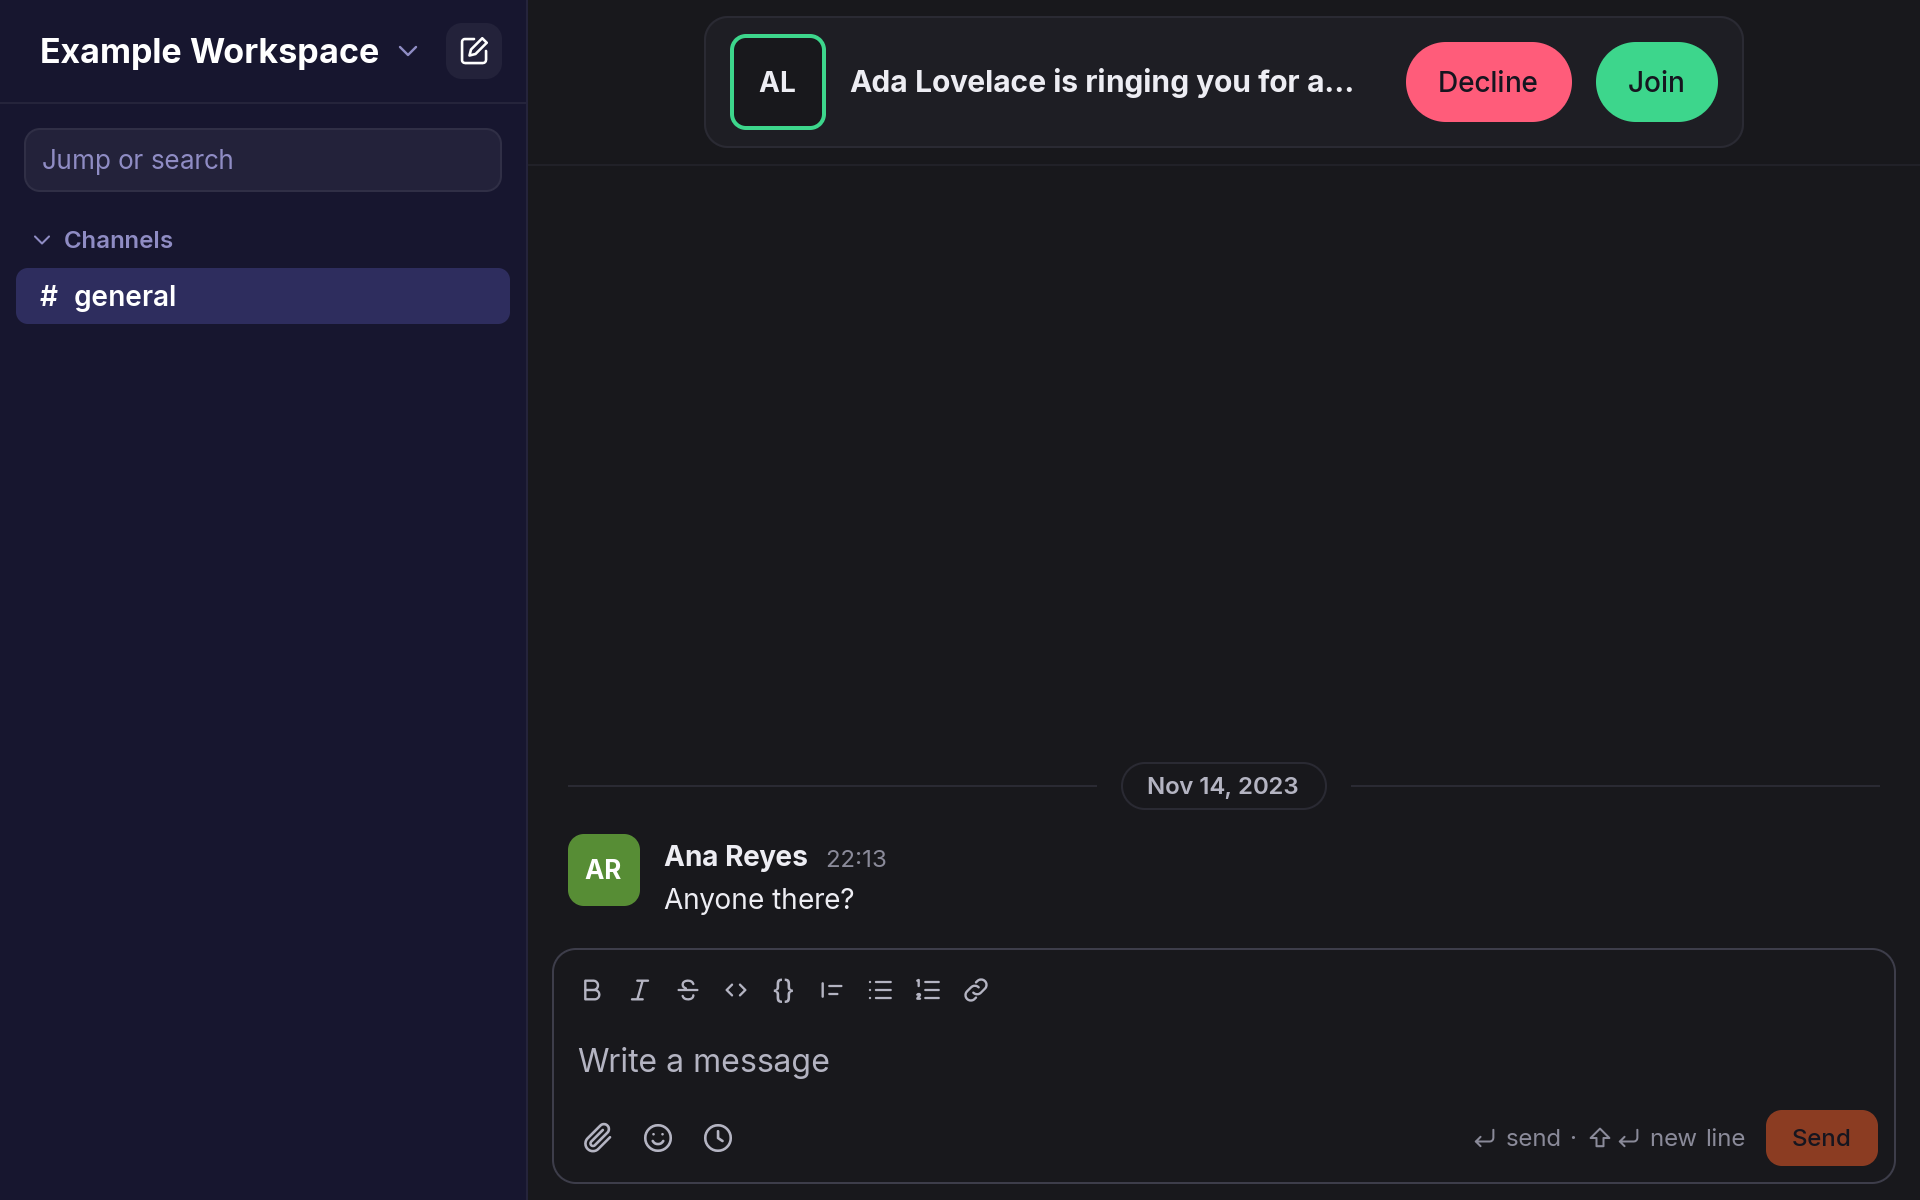 Example Workspace
Jump or search
Channels
# general
AL
Ada Lovelace is ringing you for a…
Decline
Join
Nov 14, 2023
AR
Ana Reyes 22:13
Anyone there?
Write a message
send · new line
Send